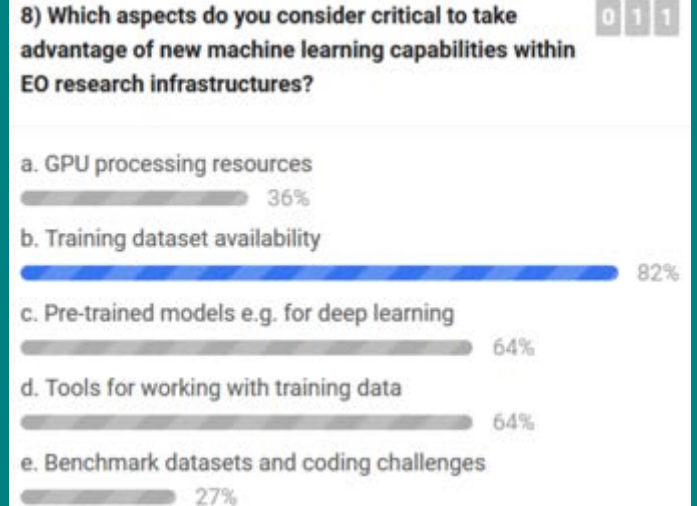 8) Which aspects do you consider critical to take
0 1 1
advantage of new machine learning capabilities within
EO research infrastructures?
a. GPU processing resources
36%
b. Training dataset availability
82%
c. Pre-trained models e.g. for deep learning
64%
d. Tools for working with training data
64%
e. Benchmark datasets and coding challenges
27%